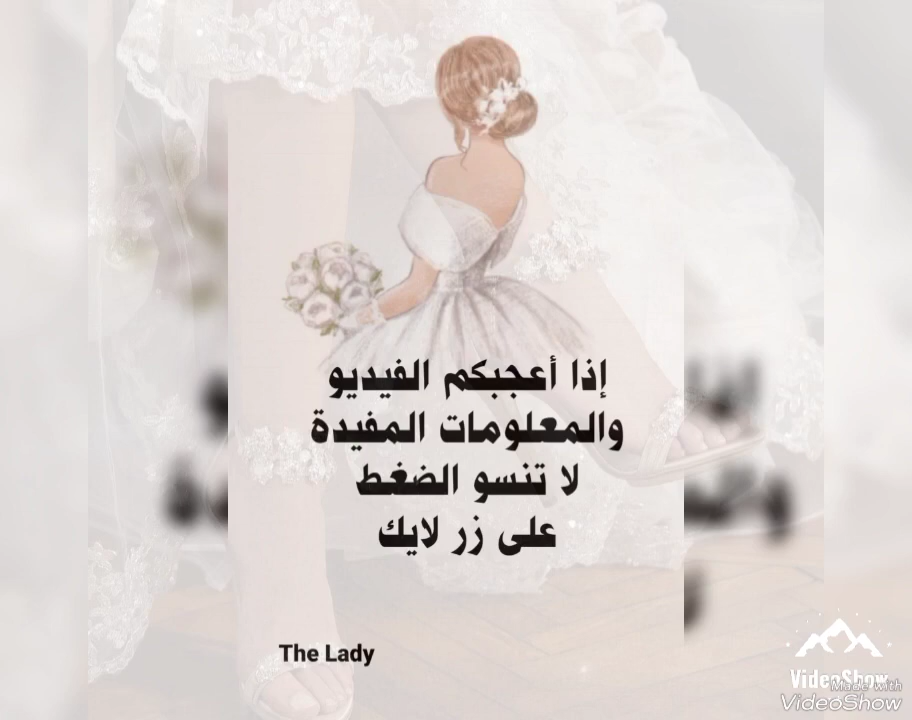 إذا أعجبكم الفيديو
والمعلومات المفيدة
لا تنسو الضغط
على زر لايك
The Lady
VideoShow
Made with
VideoShow